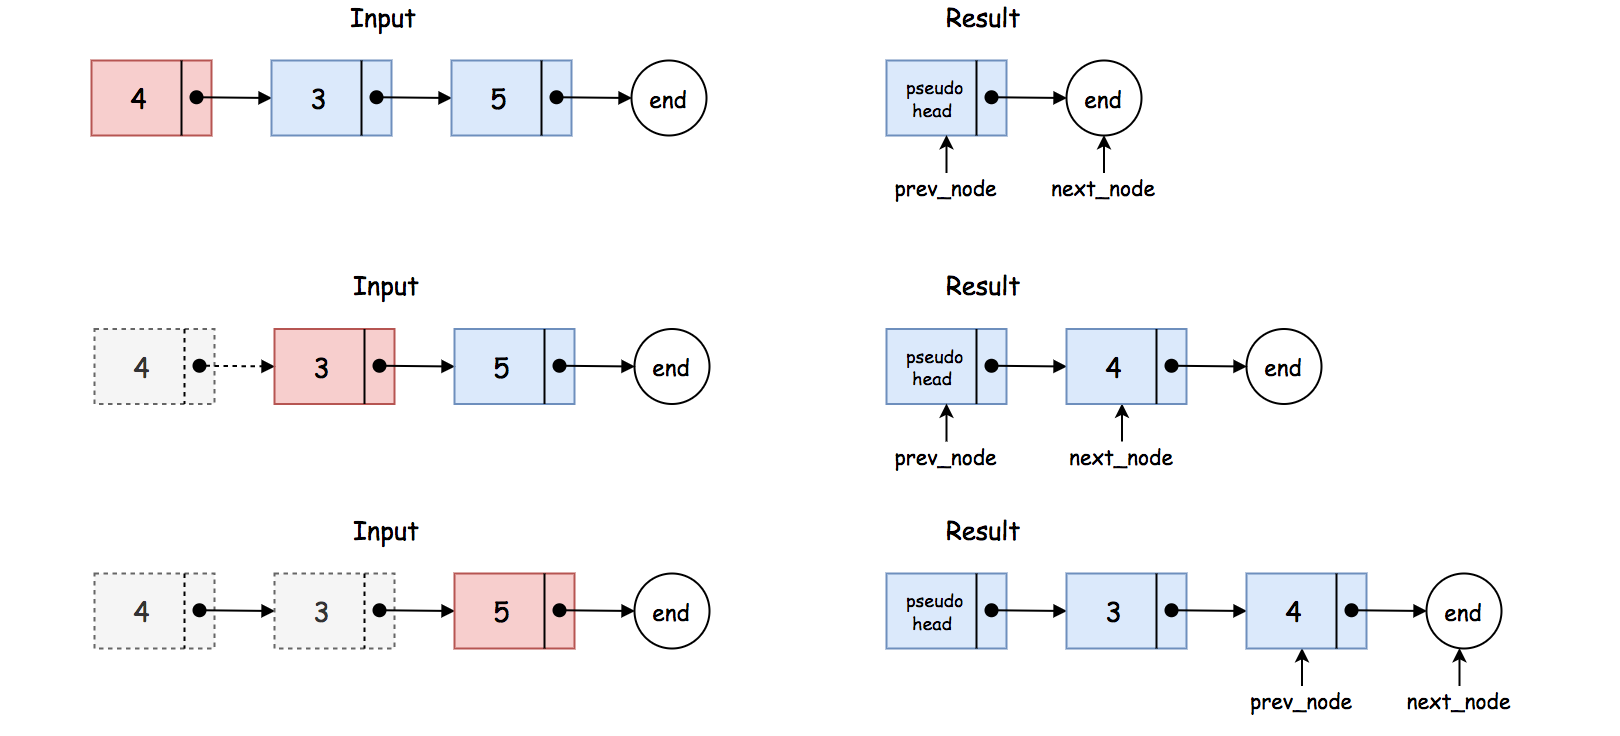 Input
Result
4
3
5
end
pseudo
head
end
prev_node
next_node
Input
Result
4
3
5
end
pseudo
head
4
end
prev_node
next_node
Input
Result
4
3
5
end
pseudo
head
3
4
end
prev_node
next_node